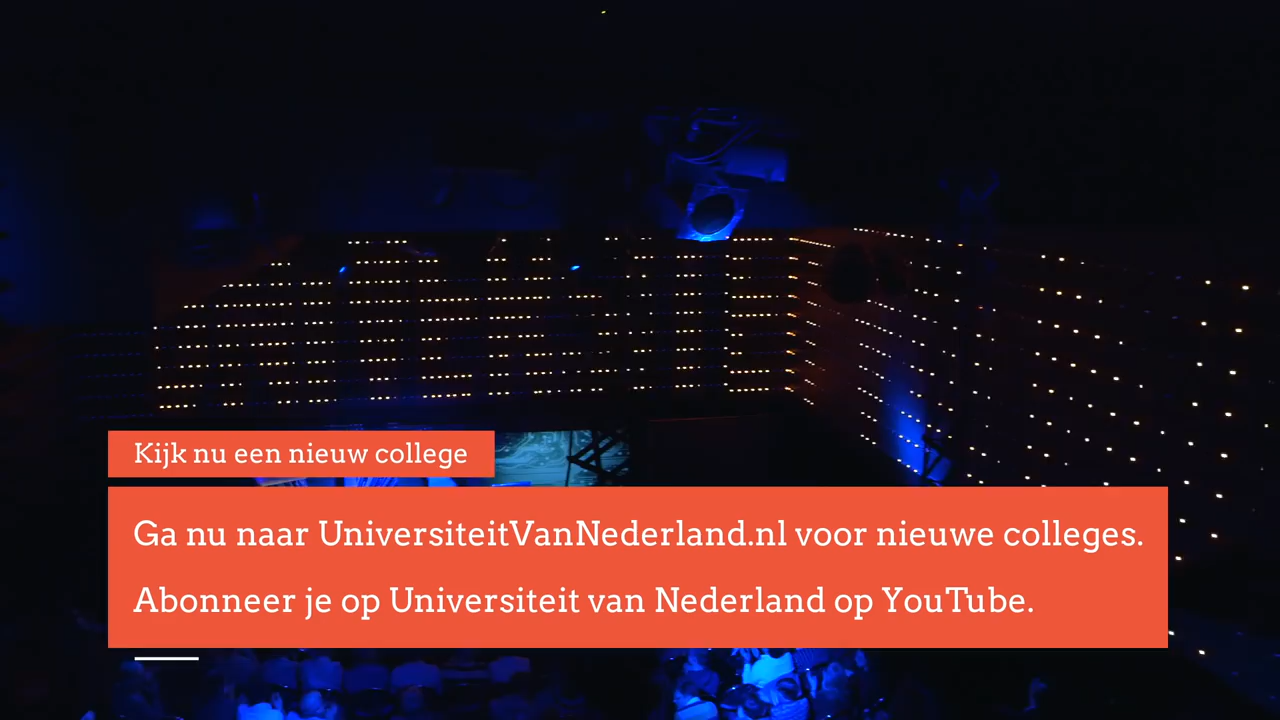 Kijk nu een nieuw college
Ga nu naar UniversiteitVanNederland.nl voor nieuwe colleges.
Abonneer je op Universiteit van Nederland op YouTube.